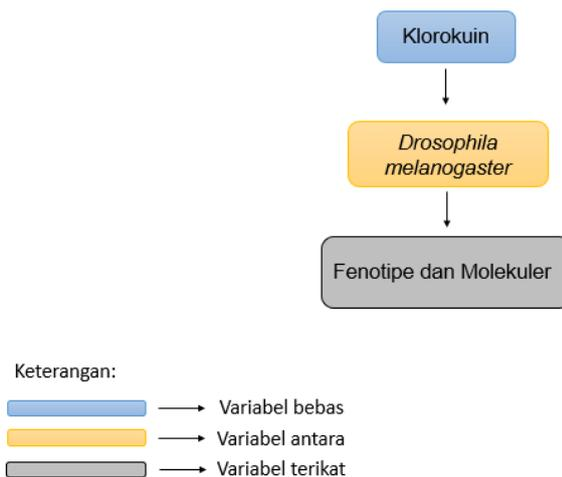 Klorokuin
Drosophila
melanogaster
Fenotipe dan Molekuler
Keterangan:
Variabel bebas
Variabel antara
Variabel terikat